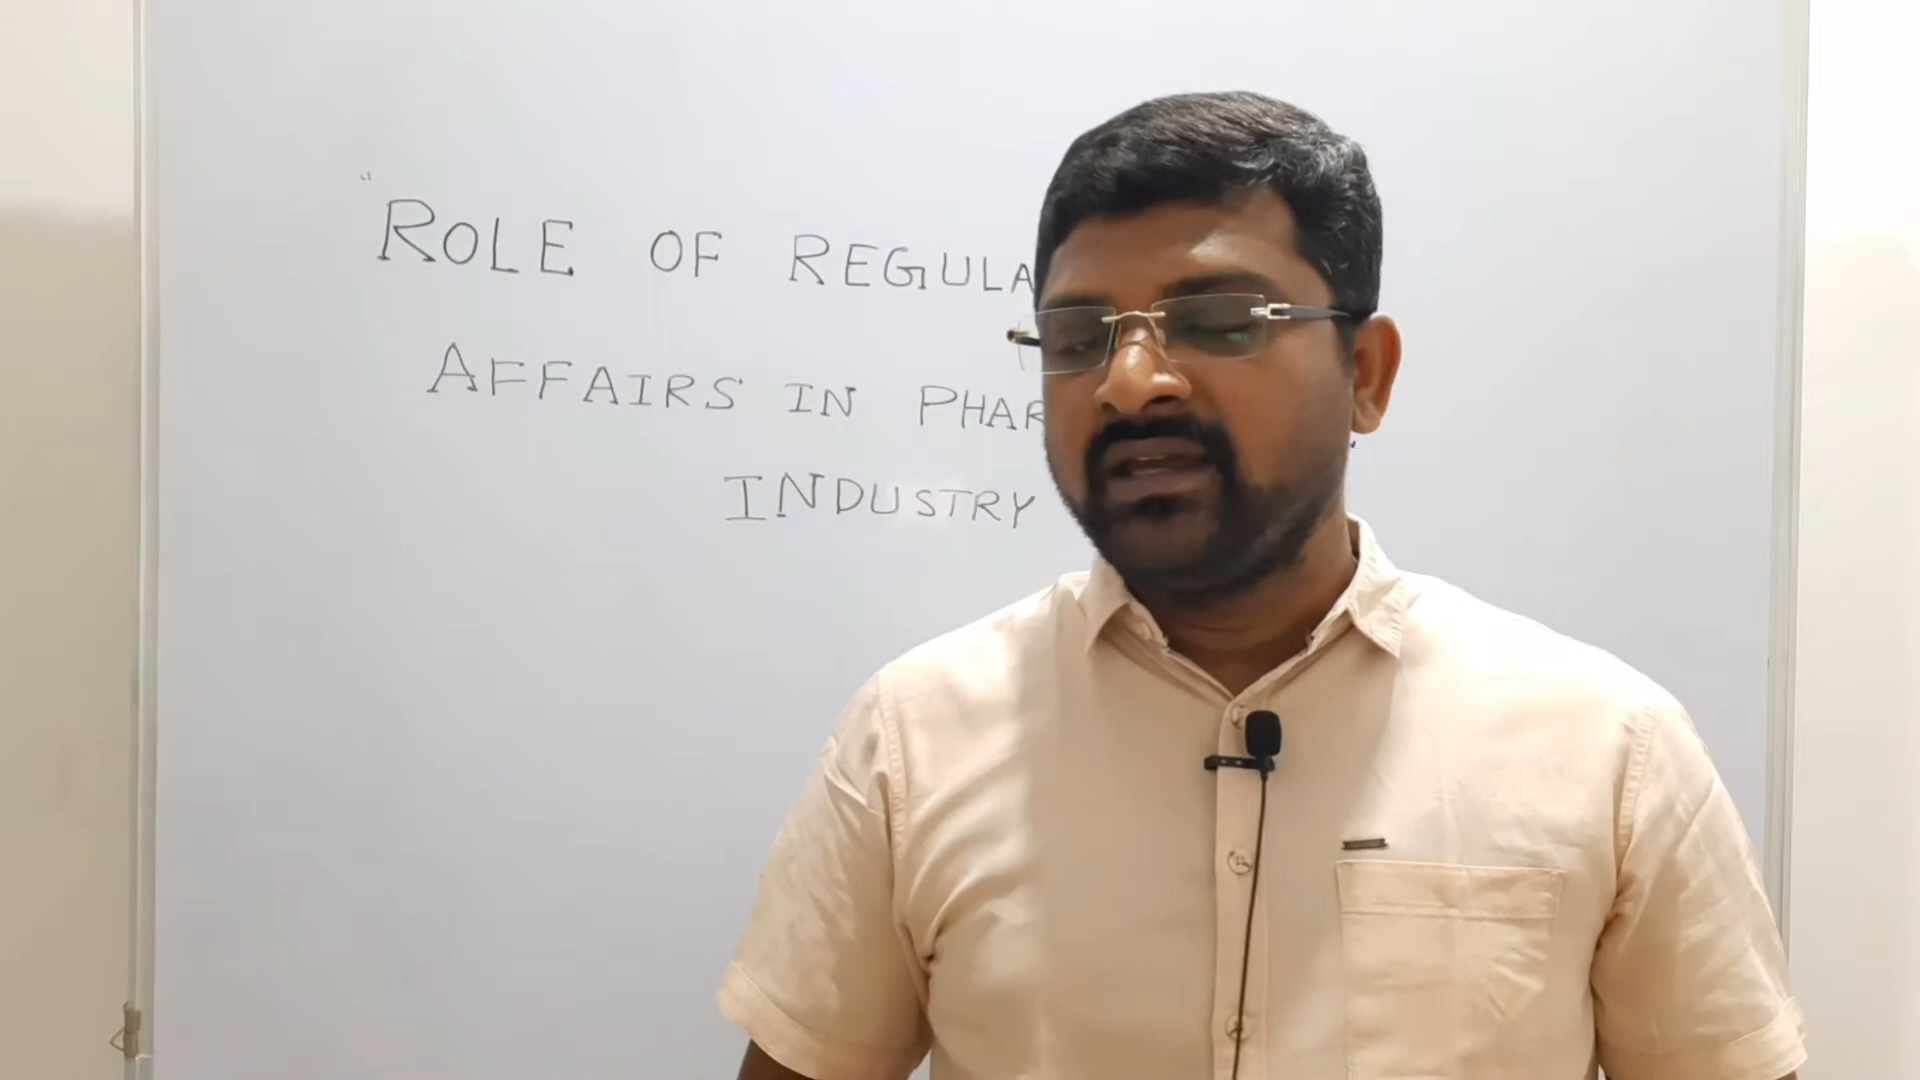 "ROLE OF REGULA
AFFAIRS IN PHAR
INDUSTRY